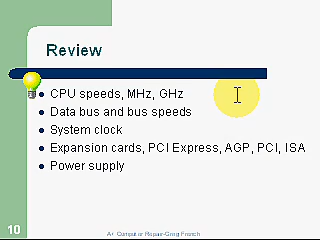 Review
CPU speeds, MHz, GHz
Data bus and bus speeds
System clock
Expansion cards, PCI Express, AGP, PCI, ISA
Power supply
10
A+ Computer Repair-Greg French